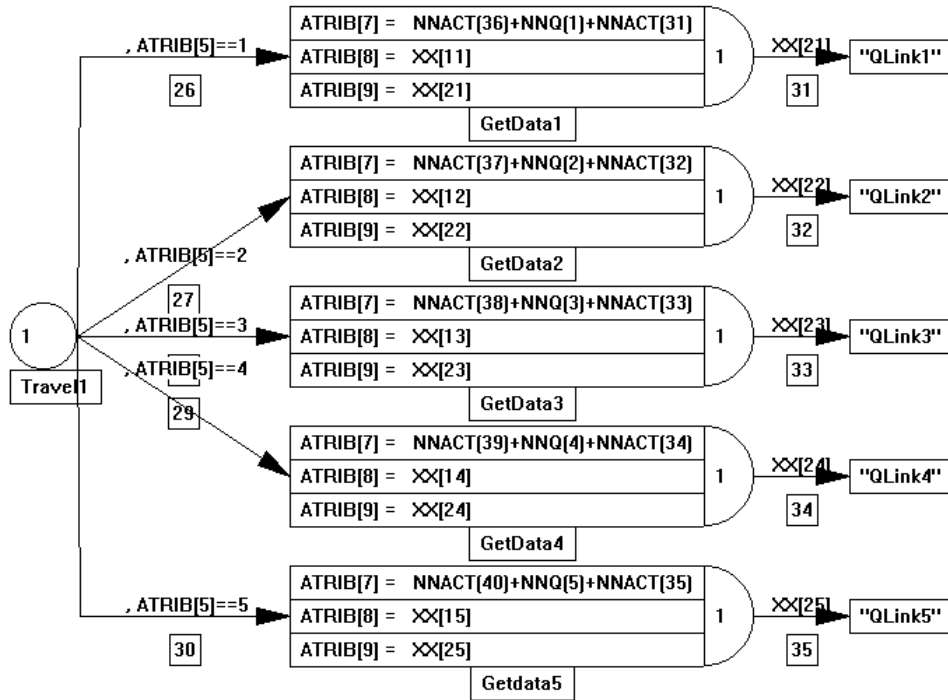 , ATRIB[5]==1
26
ATRIB[7] = NNACT(36)+NNQ(1)+NNACT(31)
ATRIB[8] = XX[11]
ATRIB[9] = XX[21]
1
GetData1
XX[21]
31
"QLink1"
, ATRIB[5]==2
27
ATRIB[7] = NNACT(37)+NNQ(2)+NNACT(32)
ATRIB[8] = XX[12]
ATRIB[9] = XX[22]
1
GetData2
XX[22]
32
"QLink2"
1
Travel1
, ATRIB[5]==3
ATRIB[7] = NNACT(38)+NNQ(3)+NNACT(33)
ATRIB[8] = XX[13]
ATRIB[9] = XX[23]
1
GetData3
XX[23]
33
"QLink3"
, ATRIB[5]==4
29
ATRIB[7] = NNACT(39)+NNQ(4)+NNACT(34)
ATRIB[8] = XX[14]
ATRIB[9] = XX[24]
1
GetData4
XX[24]
34
"QLink4"
, ATRIB[5]==5
30
ATRIB[7] = NNACT(40)+NNQ(5)+NNACT(35)
ATRIB[8] = XX[15]
ATRIB[9] = XX[25]
1
Getdata5
XX[25]
35
"QLink5"